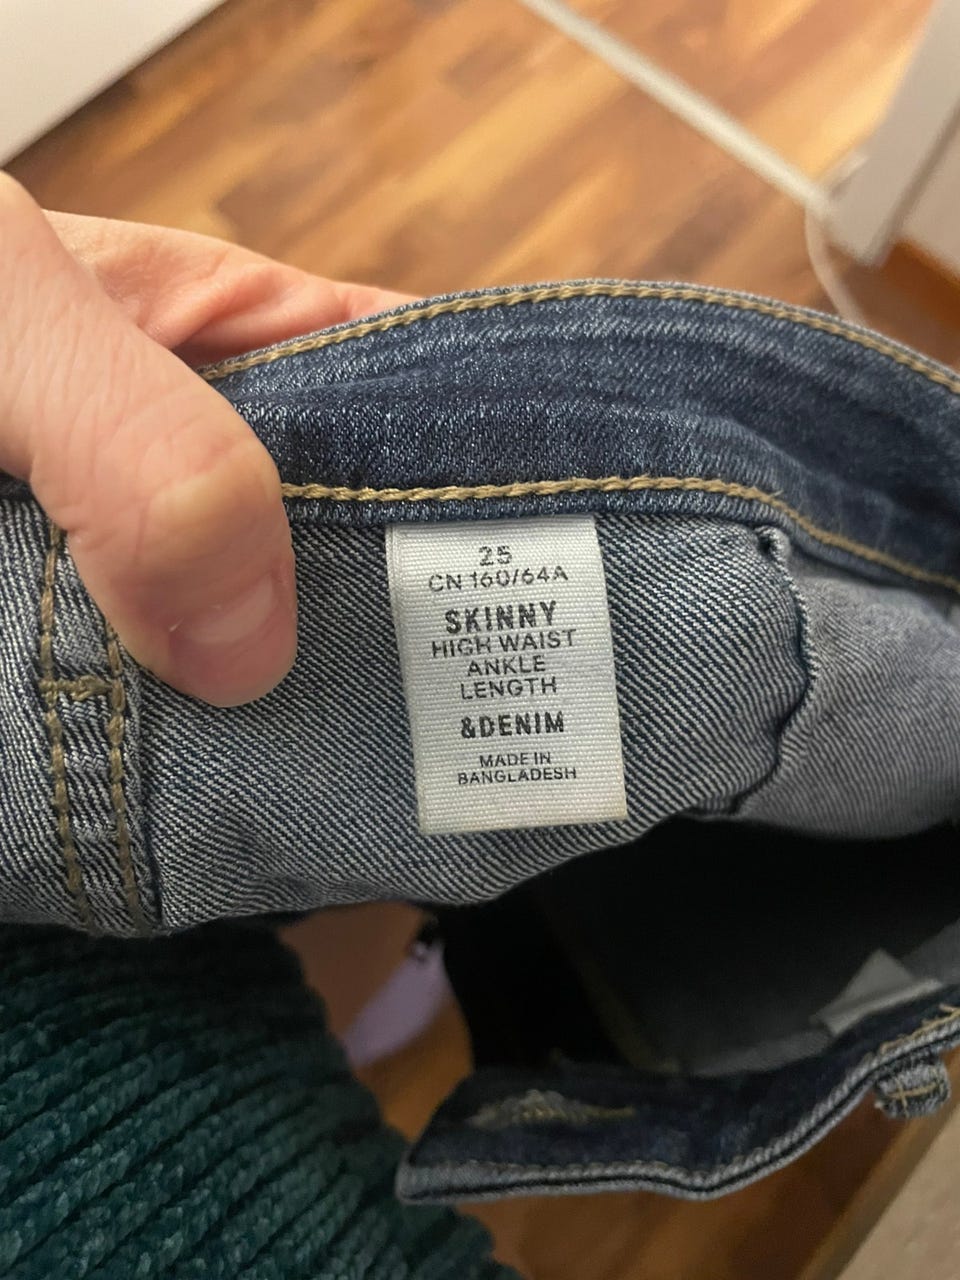 25
CN 160/64A
SKINNY
HIGH WAIST
ANKLE
LENGTH
&DENIM
MADE IN
BANGLADESH